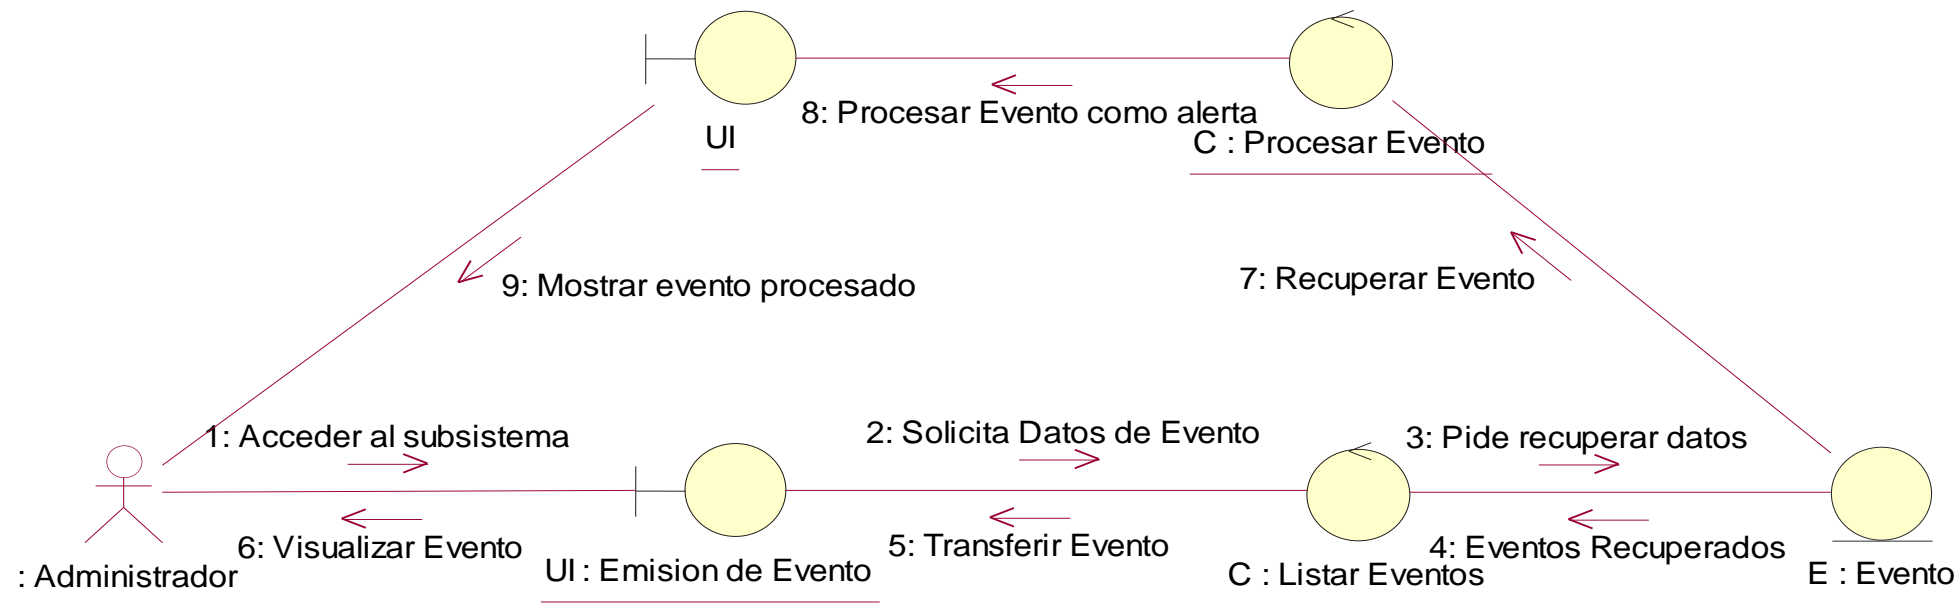 8: Procesar Evento como alerta
UI
C : Procesar Evento
9: Mostrar evento procesado
7: Recuperar Evento
1: Acceder al subsistema
2: Solicita Datos de Evento
3: Pide recuperar datos
6: Visualizar Evento
5: Transferir Evento
4: Eventos Recuperados
: Administrador
UI : Emision de Evento
C : Listar Eventos
E : Evento